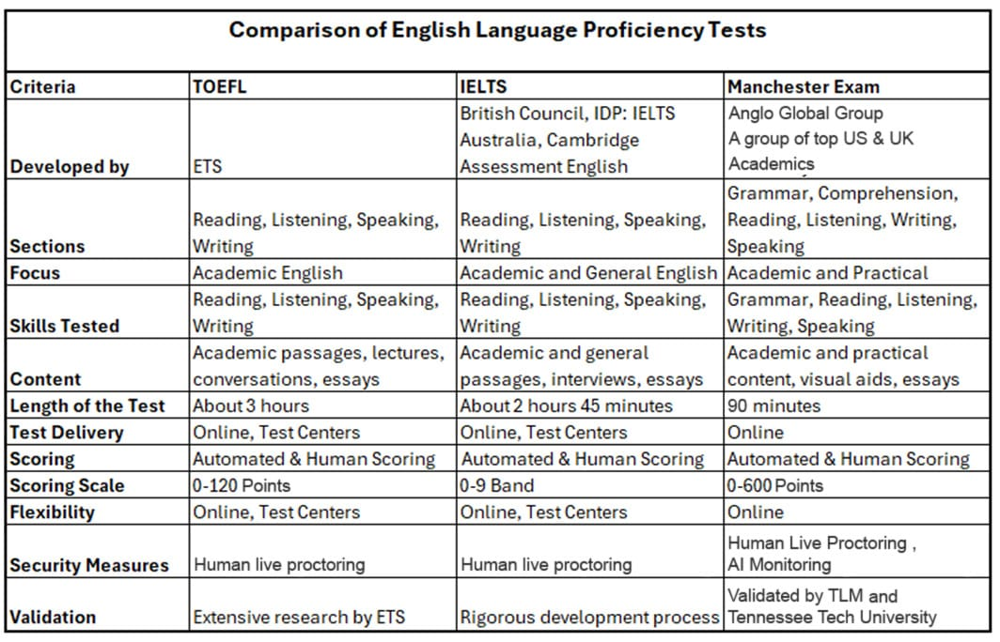 Comparison of English Language Proficiency Tests
Criteria TOEFL IELTS Manchester Exam
Developed by ETS British Council, IDP: IELTS
Australia, Cambridge
Assessment English Anglo Global Group
A group of top US & UK
Academics
Sections Reading, Listening, Speaking,
Writing Reading, Listening, Speaking,
Writing Grammar, Comprehension,
Reading, Listening, Writing,
Speaking
Focus Academic English Academic and General English Academic and Practical
Skills Tested Reading, Listening, Speaking,
Writing Reading, Listening, Speaking,
Writing Grammar, Reading, Listening,
Writing, Speaking
Content Academic passages, lectures,
conversations, essays Academic and general
passages, interviews, essays Academic and practical
content, visual aids, essays
Length of the Test About 3 hours About 2 hours 45 minutes 90 minutes
Test Delivery Online, Test Centers Online, Test Centers Online
Scoring Automated & Human Scoring Automated & Human Scoring Automated & Human Scoring
Scoring Scale 0-120 Points 0-9 Band 0-600 Points
Flexibility Online, Test Centers Online, Test Centers Online
Security Measures Human live proctoring Human live proctoring Human Live Proctoring ,
AI Monitoring
Validation Extensive research by ETS Rigorous development process Validated by TLM and
Tennessee Tech University